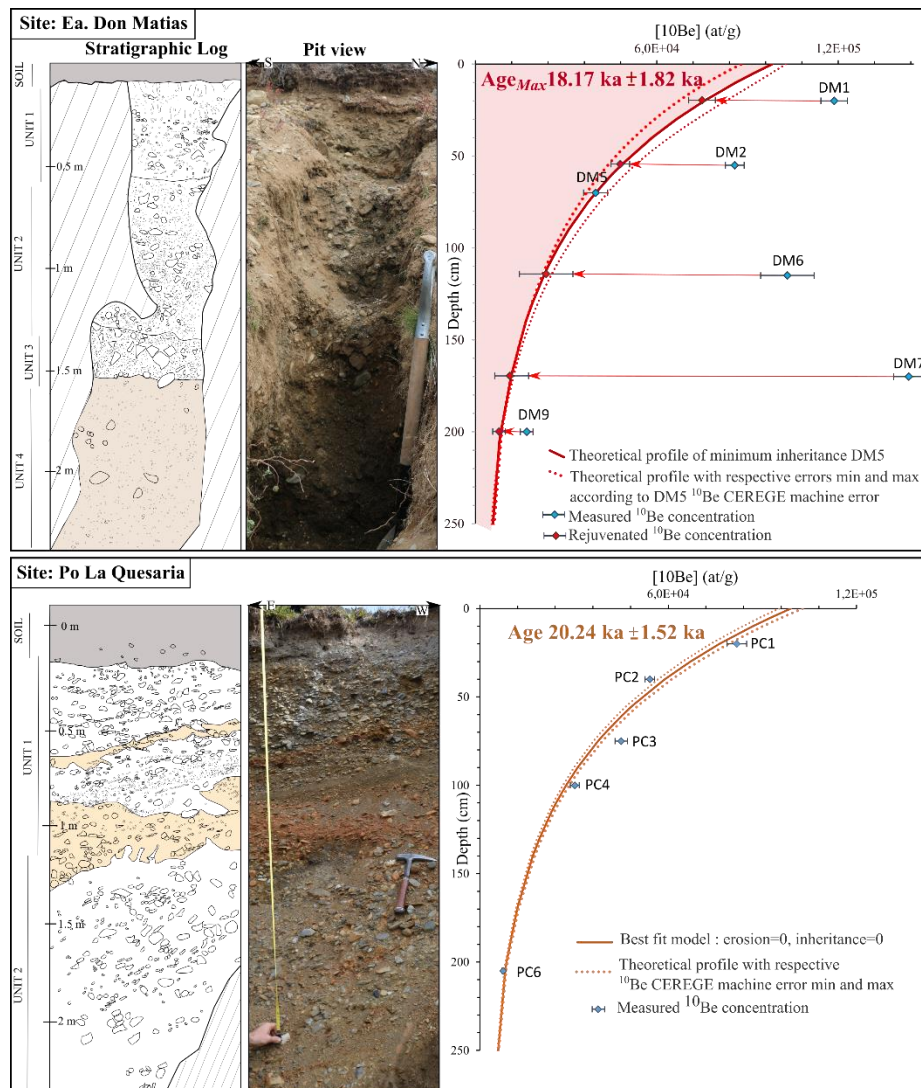 Site: Ea. Don Matias
Stratigraphic Log
Pit view
S
N
SOIL
UNIT 1
0,5 m
UNIT 2
1 m
UNIT 3
1.5 m
UNIT 4
2 m
[10Be] (at/g)
6,0E+04
1,2E+05
0
50
100
150
200
250
Depth (cm)
Age Max 18.17 ka ±1.82 ka
DM1
DM2
DM5
DM6
DM7
DM9
Theoretical profile of minimum inheritance DM5
Theoretical profile with respective errors min and max
according to DM5 10Be CEREGE machine error
Measured 10Be concentration
Rejuvenated 10Be concentration
Site: Po La Quesaria
E
W
SOIL
0 m
UNIT 1
0.5 m
1 m
UNIT 2
1.5 m
2 m
[10Be] (at/g)
6,0E+04
1,2E+05
0
50
100
150
200
250
Depth (cm)
Age 20.24 ka ±1.52 ka
PC1
PC2
PC3
PC4
PC6
Best fit model : erosion=0, inheritance=0
Theoretical profile with respective
10Be CEREGE machine error min and max
Measured 10Be concentration